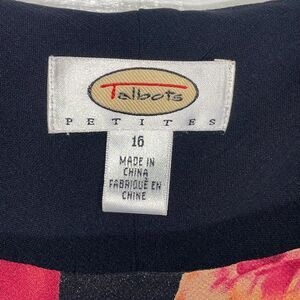 Talbots
PETITES
16
MADE IN
CHINA
FABRIQUÉ EN
CHINE